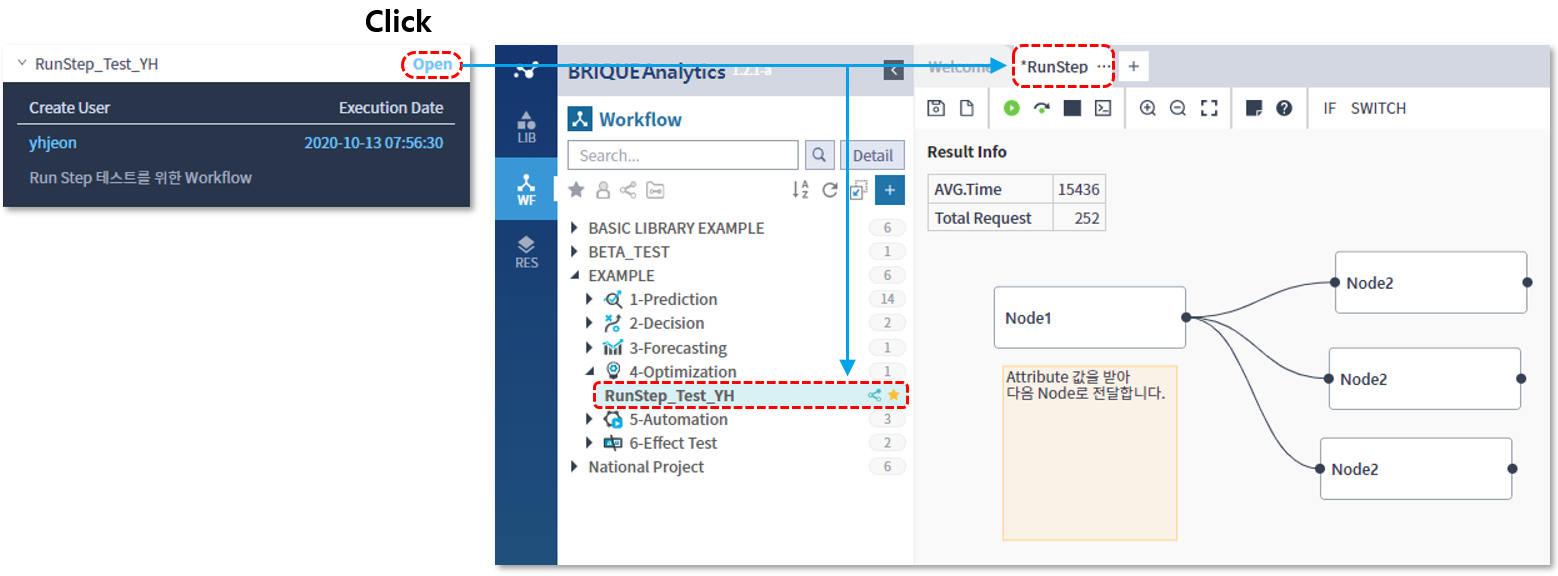 Click
RunStep_Test_YH Open
Create User Execution Date
yhjeon 2020-10-13 07:56:30
Run Step 테스트를 위한 Workflow
LIB
WF
RES
BRIQUE Analytics 1.2.1-a
Workflow
Search... Detail
BASIC LIBRARY EXAMPLE 6
BETA_TEST 1
EXAMPLE 6
1-Prediction 14
2-Decision 2
3-Forecasting 1
4-Optimization 1
RunStep_Test_YH
5-Automation 3
6-Effect Test 2
National Project 6
Welcome *RunStep ··· +
IF SWITCH
Result Info
AVG.Time 15436
Total Request 252
Node1
Node2
Node2
Node2
Attribute 값을 받아
다음 Node로 전달합니다.